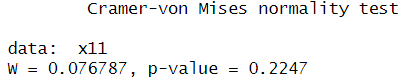 Cramer-von Mises normality test
data: x11
W = 0.076787, p-value = 0.2247